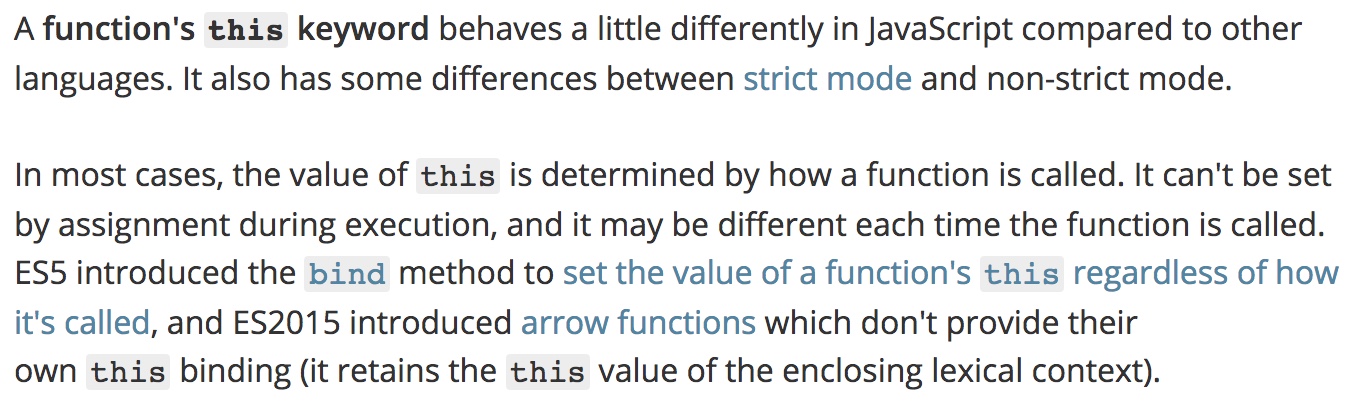 A function's this keyword behaves a little differently in JavaScript compared to other
languages. It also has some differences between strict mode and non-strict mode.
In most cases, the value of this is determined by how a function is called. It can't be set
by assignment during execution, and it may be different each time the function is called.
ES5 introduced the bind method to set the value of a function's this regardless of how
it's called, and ES2015 introduced arrow functions which don't provide their
own this binding (it retains the this value of the enclosing lexical context).